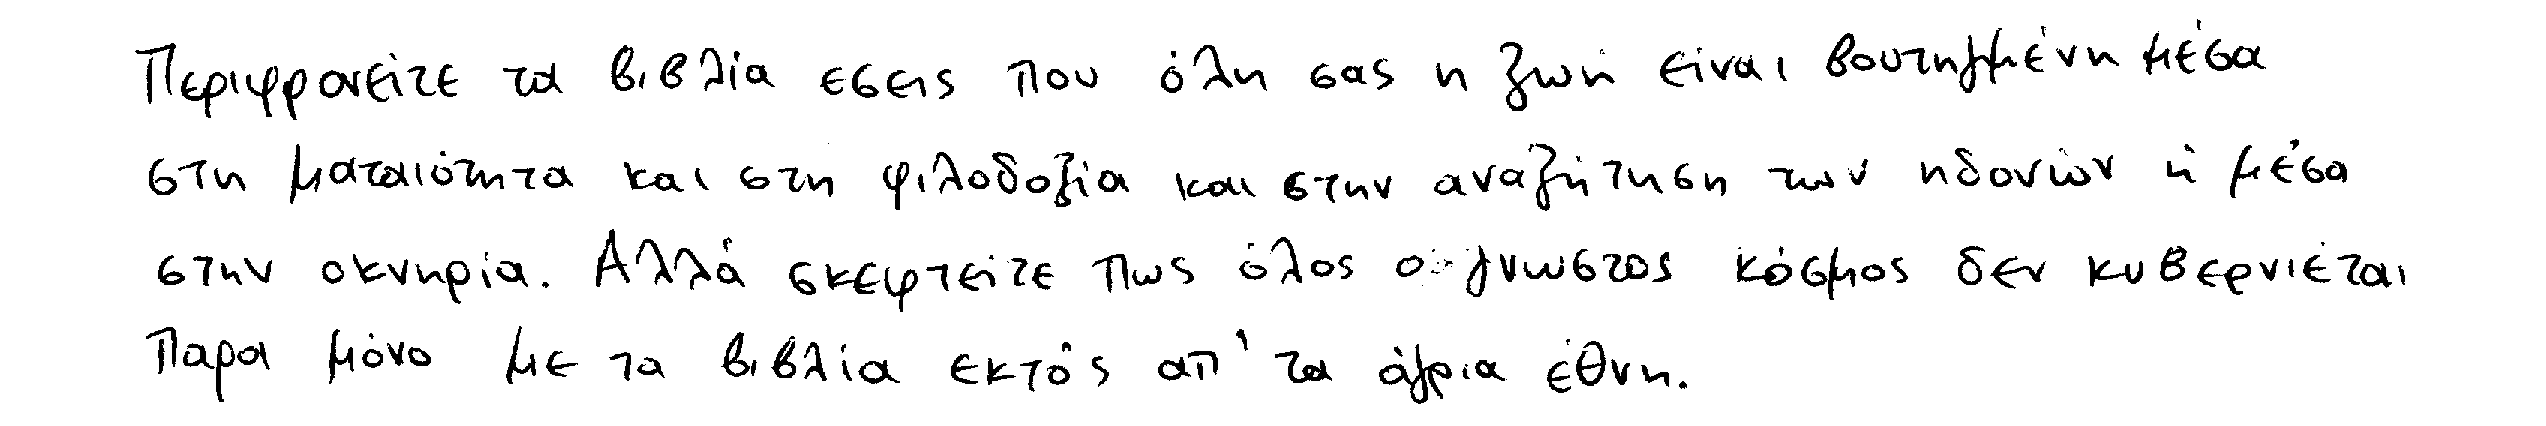 Περιφρονείτε τα βιβλία εσεις που όλη σας η ζωή είναι βουτηγμένη μέσα
στη ματαιότητα και στη φιλοδοξία και στην αναζήτηση των ηδονών ή μέσα
στην οκνηρία. Αλλά σκεφτείτε πως όλος ο γνωστος κόσμος δεν κυβερνιέται
παρα μόνο με τα βιβλία εκτός απ' τα άγρια έθνη.